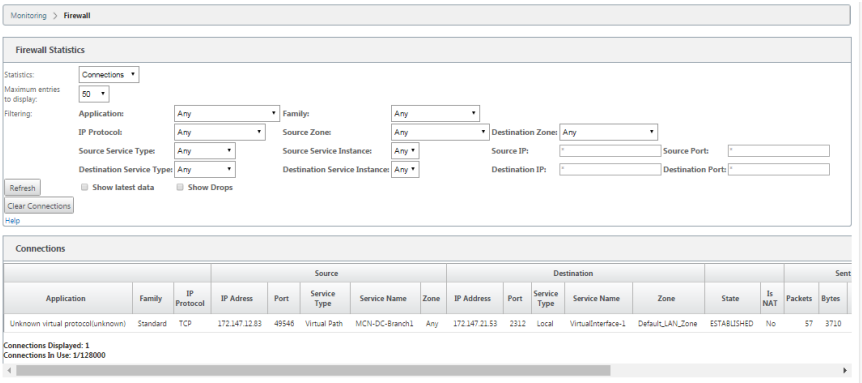 Monitoring > Firewall
Firewall Statistics
Statistics: Connections
Maximum entries to display: 50
Filtering: Application: Any Family: Any
IP Protocol: Any Source Zone: Any Destination Zone: Any
Source Service Type: Any Source Service Instance: Any Source IP: * Source Port: *
Destination Service Type: Any Destination Service Instance: Any Destination IP: * Destination Port: *
Refresh Show latest data Show Drops
Clear Connections
Help
Connections
Source Destination Sent
Application Family IP Protocol IP Adress Port Service Type Service Name Zone IP Address Port Service Type Service Name Zone State Is NAT Packets Bytes
Unknown virtual protocol(unknown) Standard TCP 172.147.12.83 49546 Virtual Path MCN-DC-Branch1 Any 172.147.21.53 2312 Local VirtualInterface-1 Default_LAN_Zone ESTABLISHED No 57 3710
Connections Displayed: 1
Connections In Use: 1/128000